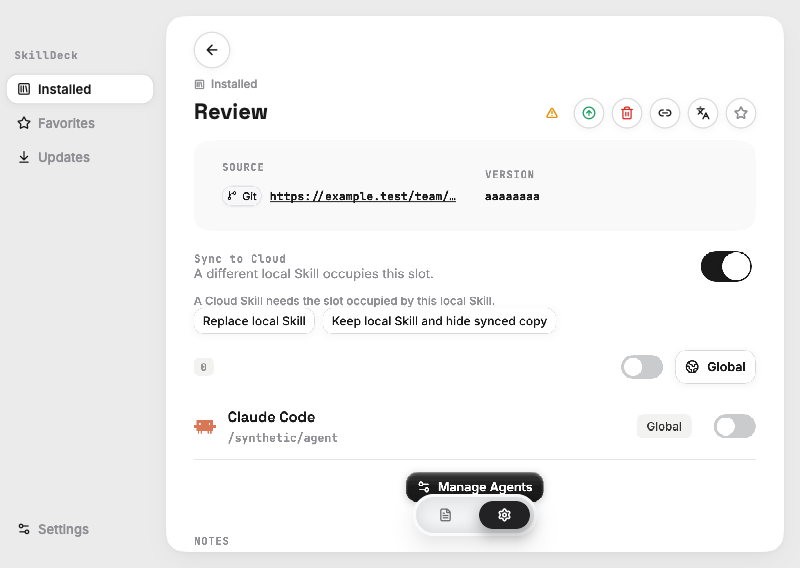 SkillDeck
Installed
Favorites
Updates
Settings
Installed
Review
SOURCE
Git https://example.test/team/…
VERSION
aaaaaaaa
Sync to Cloud
A different local Skill occupies this slot.
A Cloud Skill needs the slot occupied by this local Skill.
Replace local Skill
Keep local Skill and hide synced copy
0
Global
Claude Code
/synthetic/agent
Global
Manage Agents
NOTES